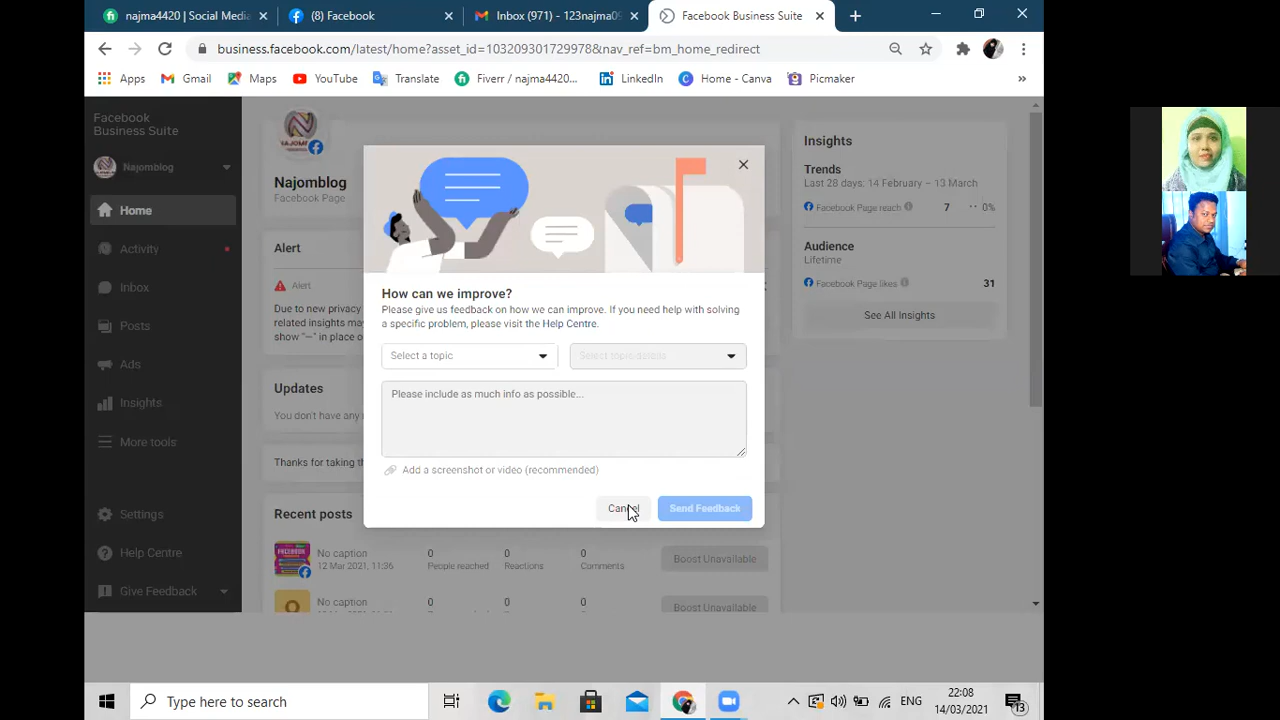 najma4420 | Social Media
(8) Facebook
Inbox (971) - 123najma09
Facebook Business Suite
business.facebook.com/latest/home?asset_id=103209301729978&nav_ref=bm_home_redirect
Apps
Gmail
Maps
YouTube
Translate
Fiverr / najma4420...
LinkedIn
Home - Canva
Picmaker
Facebook
Business Suite
Najomblog
Home
Activity
Inbox
Posts
Ads
Insights
More tools
Settings
Help Centre
Give Feedback
Najomblog
Facebook Page
Alert
Alert
Due to new privacy
related insights may
show "—" in place o
Updates
You don't have any
Thanks for taking th
Recent posts
No caption
12 Mar 2021, 11:36
0
People reached
0
Reactions
0
Comments
Boost Unavailable
No caption
0
0
0
Boost Unavailable
How can we improve?
Please give us feedback on how we can improve. If you need help with solving
a specific problem, please visit the Help Centre.
Select a topic
Select topic details
Please include as much info as possible...
Add a screenshot or video (recommended)
Cancel
Send Feedback
Insights
Trends
Last 28 days: 14 February – 13 March
Facebook Page reach
7
0%
Audience
Lifetime
Facebook Page likes
31
See All Insights
Type here to search
ENG
22:08
14/03/2021
13